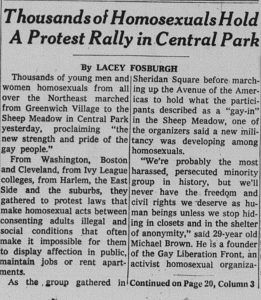 Thousands of Homosexuals Hold
A Protest Rally in Central Park
By LACEY FOSBURGH
Thousands of young men and
women homosexuals from all
over the Northeast marched
from Greenwich Village to the
Sheep Meadow in Central Park
yesterday, proclaiming "the
new strength and pride of the
gay people."
From Washington, Boston
and Cleveland, from Ivy League
colleges, from Harlem, the East
Side and the suburbs, they
gathered to protest laws that
make homosexual acts between
consenting adults illegal and
social conditions that often
make it impossible for them
to display affection in public,
maintain jobs or rent apart-
ments.
As the group gathered in
Sheridan Square before march-
ing up the Avenue of the Amer-
icas to hold what the partici-
pants described as a "gay-in"
in the Sheep Meadow, one of
the organizers said a new mili-
tancy was developing among
homosexuals.
"We're probably the most
harassed, persecuted minority
group in history, but we'll
never have the freedom and
civil rights we deserve as hu-
man beings unless we stop hid-
ing in closets and in the shelter
of anonymity," said 29-year-old
Michael Brown. He is a founder
of the Gay Liberation Front, an
activist homosexual organiza-
Continued on Page 20, Column 3